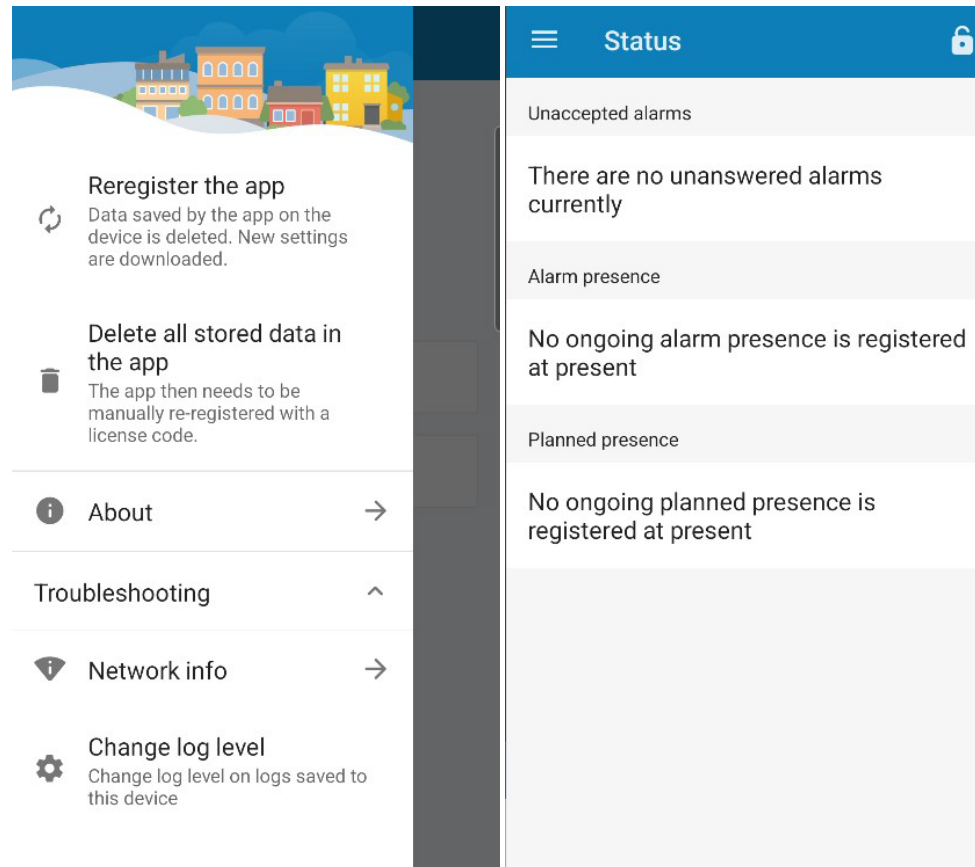 Reregister the app
Data saved by the app on the
device is deleted. New settings
are downloaded.
Delete all stored data in
the app
The app then needs to be
manually re-registered with a
license code.
About
Troubleshooting
Network info
Change log level
Change log level on logs saved to
this device
Status
Unaccepted alarms
There are no unanswered alarms
currently
Alarm presence
No ongoing alarm presence is registered
at present
Planned presence
No ongoing planned presence is
registered at present